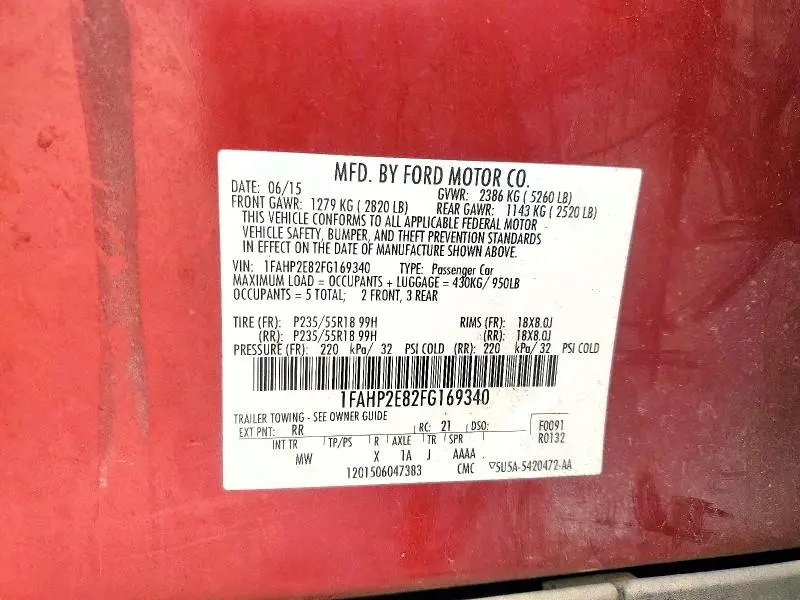 MFD. BY FORD MOTOR CO.
DATE: 06/15 GVWR: 2386 KG ( 5260 LB)
FRONT GAWR: 1279 KG ( 2820 LB) REAR GAWR: 1143 KG ( 2520 LB)
THIS VEHICLE CONFORMS TO ALL APPLICABLE FEDERAL MOTOR
VEHICLE SAFETY, BUMPER, AND THEFT PREVENTION STANDARDS
IN EFFECT ON THE DATE OF MANUFACTURE SHOWN ABOVE.
VIN: 1FAHP2E82FG169340 TYPE: Passenger Car
MAXIMUM LOAD = OCCUPANTS + LUGGAGE = 430KG/ 950LB
OCCUPANTS = 5 TOTAL; 2 FRONT, 3 REAR
TIRE (FR): P235/55R18 99H RIMS (FR): 18X8.0J
(RR): P235/55R18 99H (RR): 18X8.0J
PRESSURE (FR): 220 kPa/ 32 PSI COLD (RR): 220 kPa/ 32 PSI COLD
1FAHP2E82FG169340
TRAILER TOWING - SEE OWNER GUIDE
EXT PNT: RR RC: 21 DSO: F0091
INT TR TP/PS R AXLE TR SPR R0132
MW X 1A J AAAA
1201506047383 CMC ▽5U5A-5420472-AA